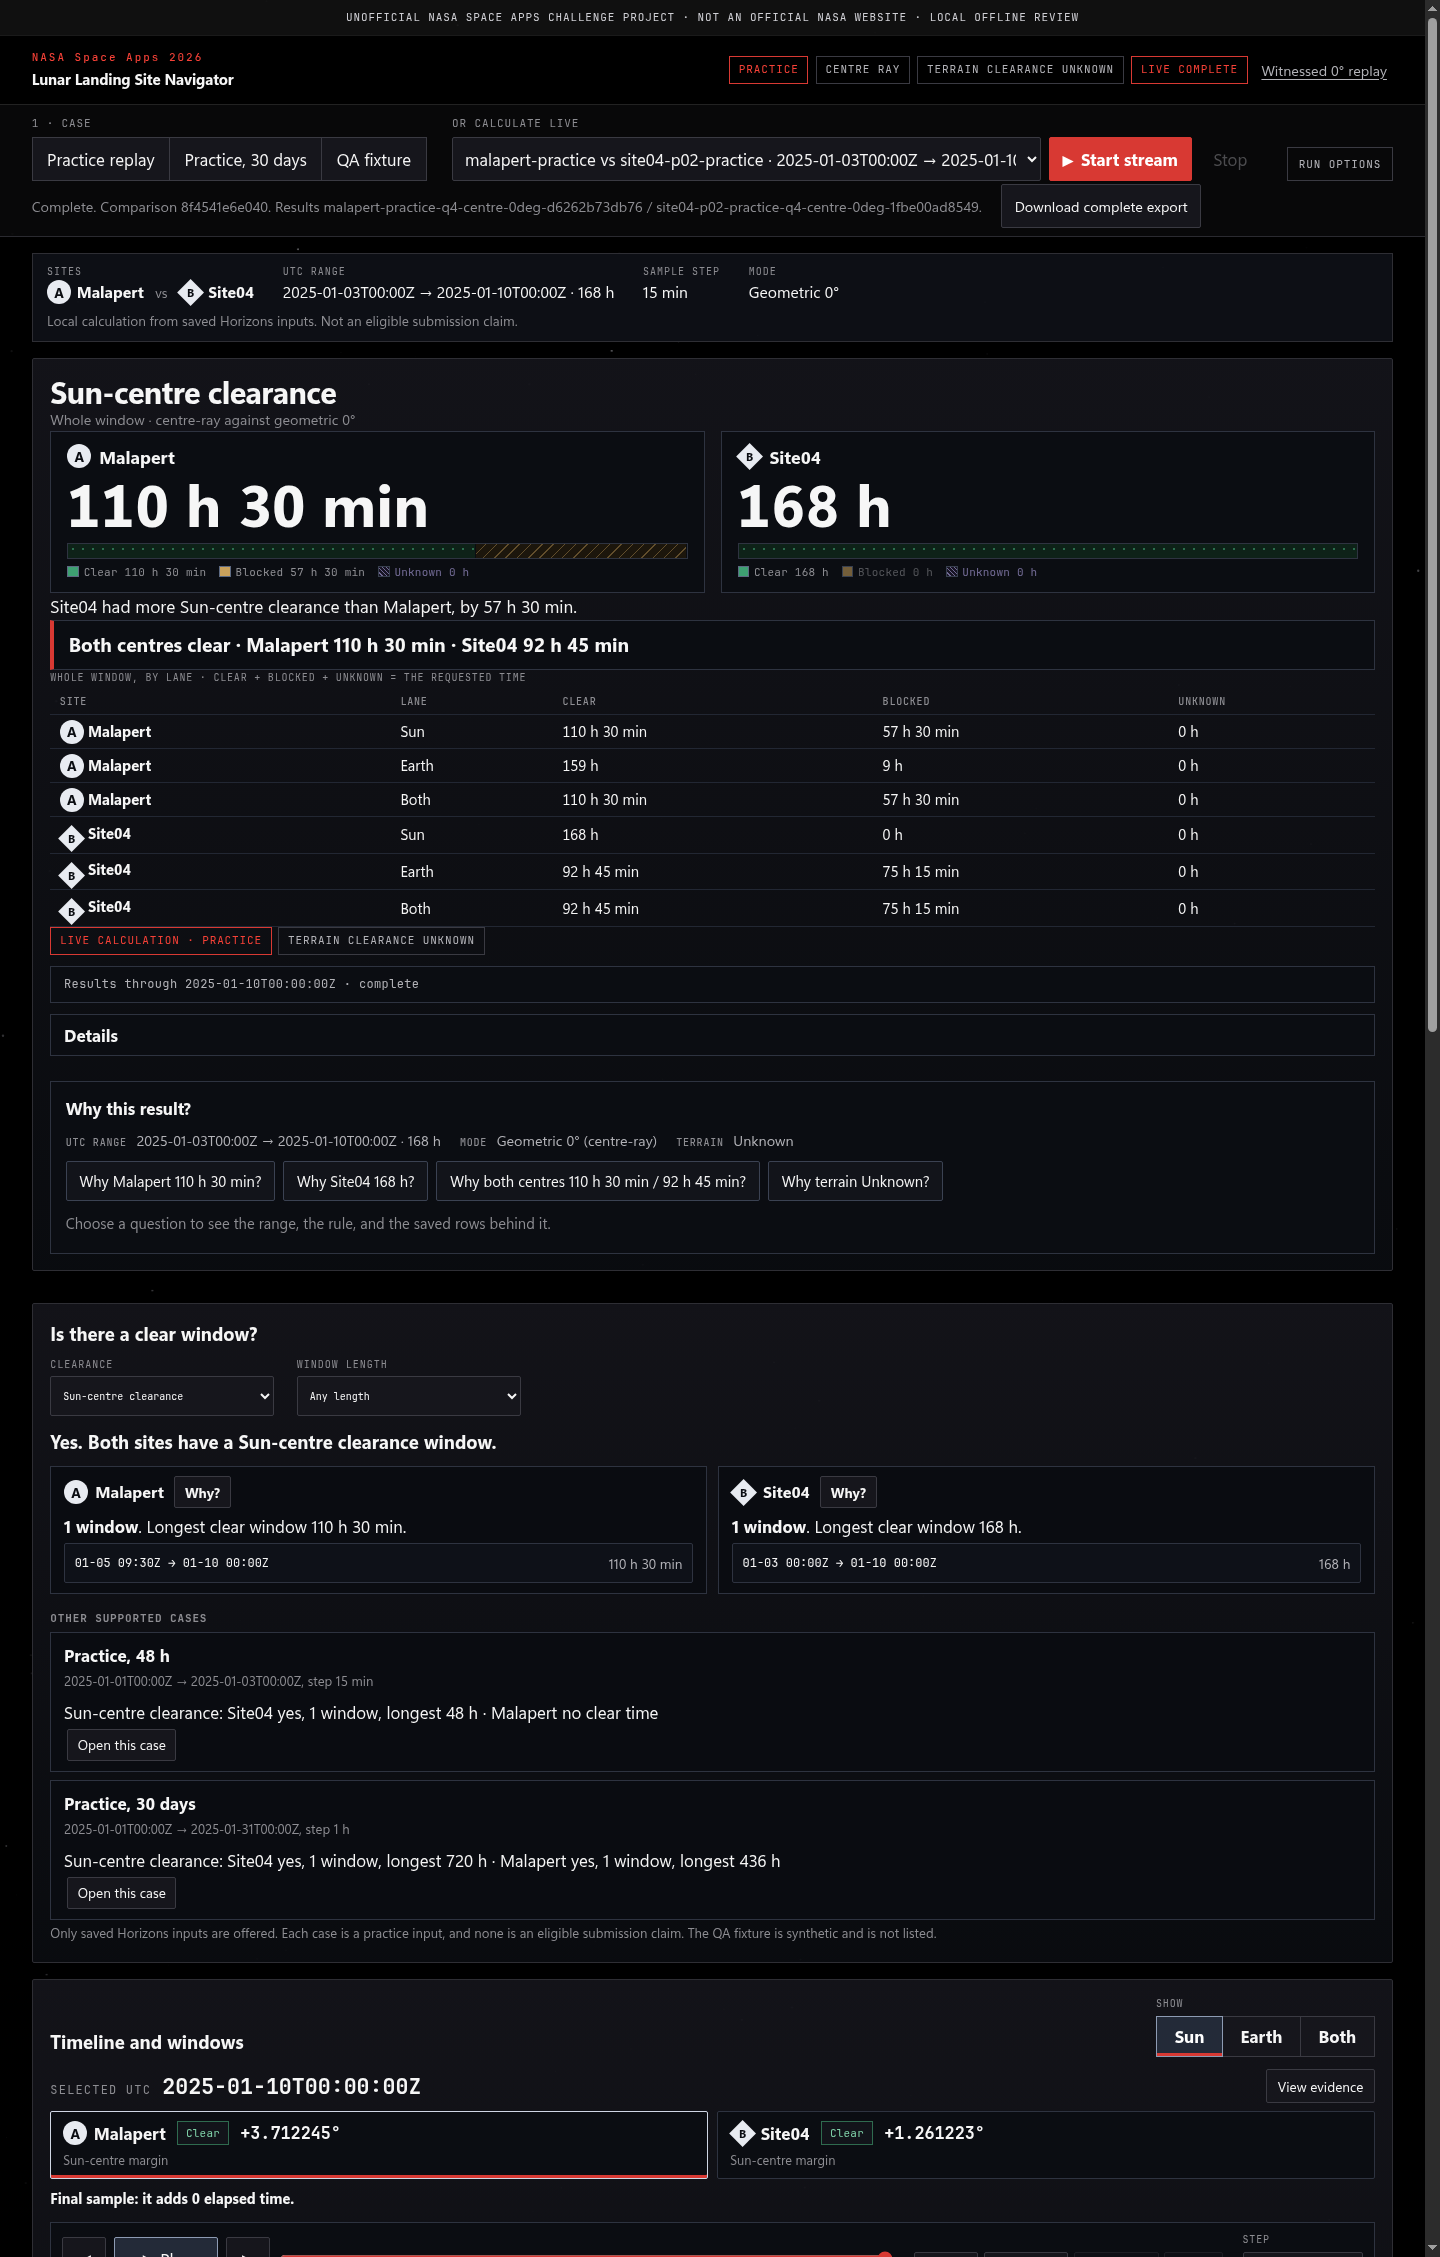 UNOFFICIAL NASA SPACE APPS CHALLENGE PROJECT · NOT AN OFFICIAL NASA WEBSITE · LOCAL OFFLINE REVIEW
NASA Space Apps 2026
Lunar Landing Site Navigator
PRACTICE CENTRE RAY TERRAIN CLEARANCE UNKNOWN LIVE COMPLETE Witnessed 0° replay
1 · CASE
Practice replay Practice, 30 days QA fixture
OR CALCULATE LIVE
malapert-practice vs site04-p02-practice · 2025-01-03T00:00Z → 2025-01-1( ▶ Start stream Stop RUN OPTIONS
Complete. Comparison 8f4541e6e040. Results malapert-practice-q4-centre-0deg-d6262b73db76 / site04-p02-practice-q4-centre-0deg-1fbe00ad8549. Download complete export
SITES UTC RANGE SAMPLE STEP MODE
A Malapert vs B Site04 2025-01-03T00:00Z → 2025-01-10T00:00Z · 168 h 15 min Geometric 0°
Local calculation from saved Horizons inputs. Not an eligible submission claim.
Sun-centre clearance
Whole window · centre-ray against geometric 0°
A Malapert
110 h 30 min
Clear 110 h 30 min Blocked 57 h 30 min Unknown 0 h
B Site04
168 h
Clear 168 h Blocked 0 h Unknown 0 h
Site04 had more Sun-centre clearance than Malapert, by 57 h 30 min.
Both centres clear · Malapert 110 h 30 min · Site04 92 h 45 min
WHOLE WINDOW, BY LANE · CLEAR + BLOCKED + UNKNOWN = THE REQUESTED TIME
SITE LANE CLEAR BLOCKED UNKNOWN
A Malapert Sun 110 h 30 min 57 h 30 min 0 h
A Malapert Earth 159 h 9 h 0 h
A Malapert Both 110 h 30 min 57 h 30 min 0 h
B Site04 Sun 168 h 0 h 0 h
B Site04 Earth 92 h 45 min 75 h 15 min 0 h
B Site04 Both 92 h 45 min 75 h 15 min 0 h
LIVE CALCULATION · PRACTICE TERRAIN CLEARANCE UNKNOWN
Results through 2025-01-10T00:00:00Z · complete
Details
Why this result?
UTC RANGE 2025-01-03T00:00Z → 2025-01-10T00:00Z · 168 h MODE Geometric 0° (centre-ray) TERRAIN Unknown
Why Malapert 110 h 30 min? Why Site04 168 h? Why both centres 110 h 30 min / 92 h 45 min? Why terrain Unknown?
Choose a question to see the range, the rule, and the saved rows behind it.
Is there a clear window?
CLEARANCE WINDOW LENGTH
Sun-centre clearance Any length
Yes. Both sites have a Sun-centre clearance window.
A Malapert Why?
1 window. Longest clear window 110 h 30 min.
01-05 09:30Z → 01-10 00:00Z 110 h 30 min
B Site04 Why?
1 window. Longest clear window 168 h.
01-03 00:00Z → 01-10 00:00Z 168 h
OTHER SUPPORTED CASES
Practice, 48 h
2025-01-01T00:00Z → 2025-01-03T00:00Z, step 15 min
Sun-centre clearance: Site04 yes, 1 window, longest 48 h · Malapert no clear time
Open this case
Practice, 30 days
2025-01-01T00:00Z → 2025-01-31T00:00Z, step 1 h
Sun-centre clearance: Site04 yes, 1 window, longest 720 h · Malapert yes, 1 window, longest 436 h
Open this case
Only saved Horizons inputs are offered. Each case is a practice input, and none is an eligible submission claim. The QA fixture is synthetic and is not listed.
Timeline and windows
SHOW
Sun Earth Both
SELECTED UTC 2025-01-10T00:00:00Z View evidence
A Malapert Clear +3.712245°
Sun-centre margin
B Site04 Clear +1.261223°
Sun-centre margin
Final sample: it adds 0 elapsed time.
STEP